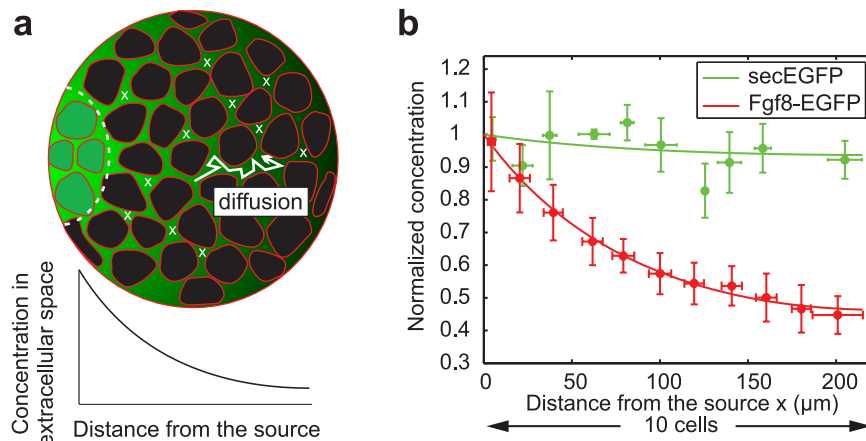 a
x
x
x
x
x
x
x
x
x
diffusion
Concentration in
extracellular space
Distance from the source
b
Normalized concentration
1.2
1.1
1
0.9
0.8
0.7
0.6
0.5
0.4
0.3
secEGFP
Fgf8-EGFP
0
50
100
150
200
Distance from the source x (μm)
10 cells